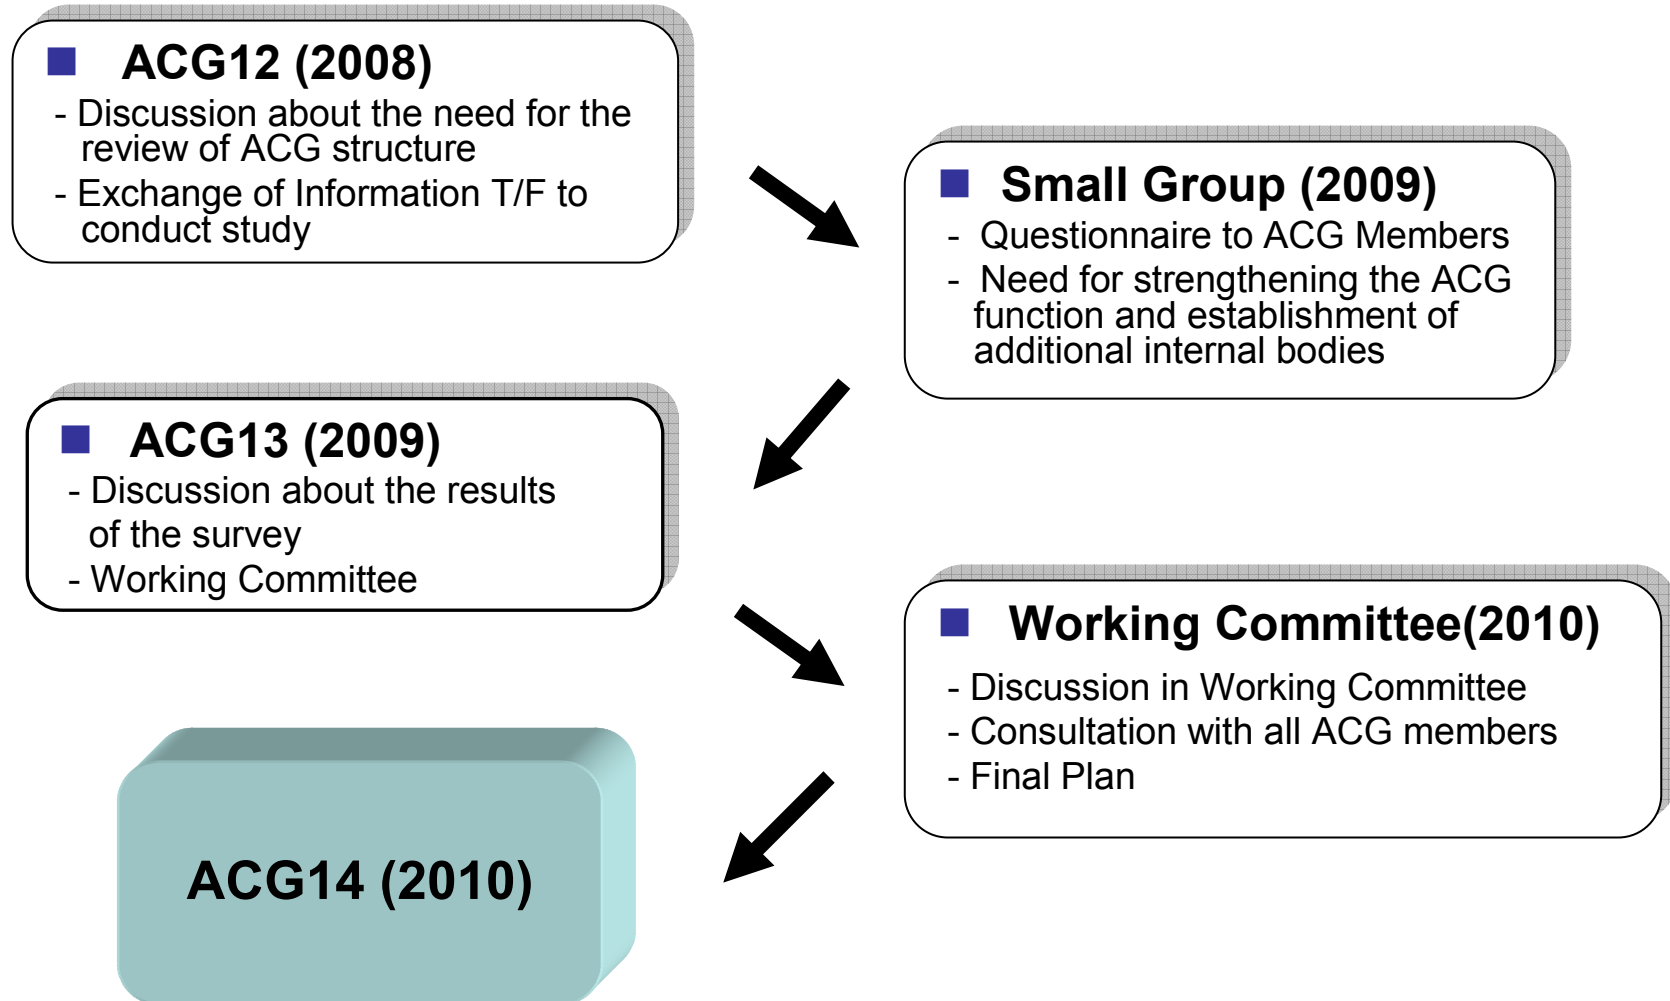 ACG12 (2008)
- Discussion about the need for the
review of ACG structure
- Exchange of Information T/F to
conduct study
Small Group (2009)
- Questionnaire to ACG Members
- Need for strengthening the ACG
function and establishment of
additional internal bodies
ACG13 (2009)
- Discussion about the results
of the survey
- Working Committee
Working Committee(2010)
- Discussion in Working Committee
- Consultation with all ACG members
- Final Plan
ACG14 (2010)